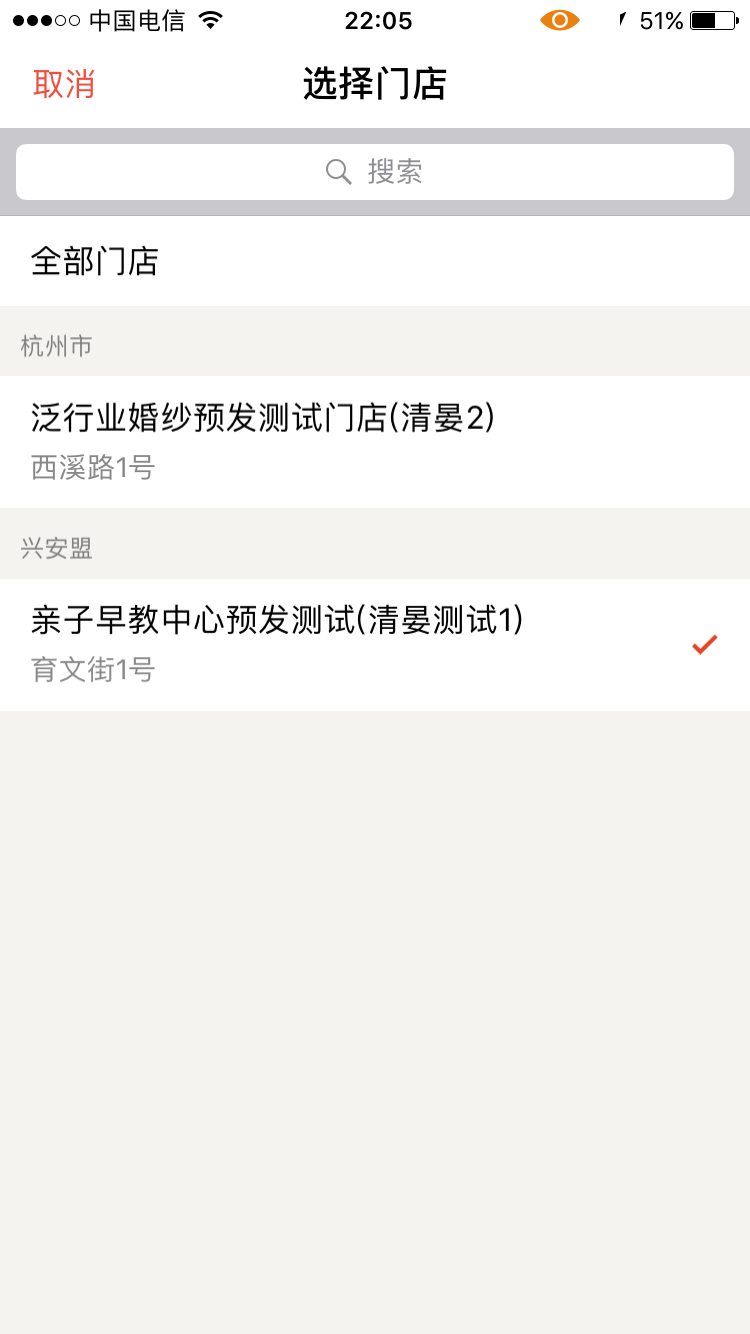 中国电信 22:05 51%
取消 选择门店
搜索
全部门店
杭州市
泛行业婚纱预发测试门店(清晏2)
西溪路1号
兴安盟
亲子早教中心预发测试(清晏测试1)
育文街1号